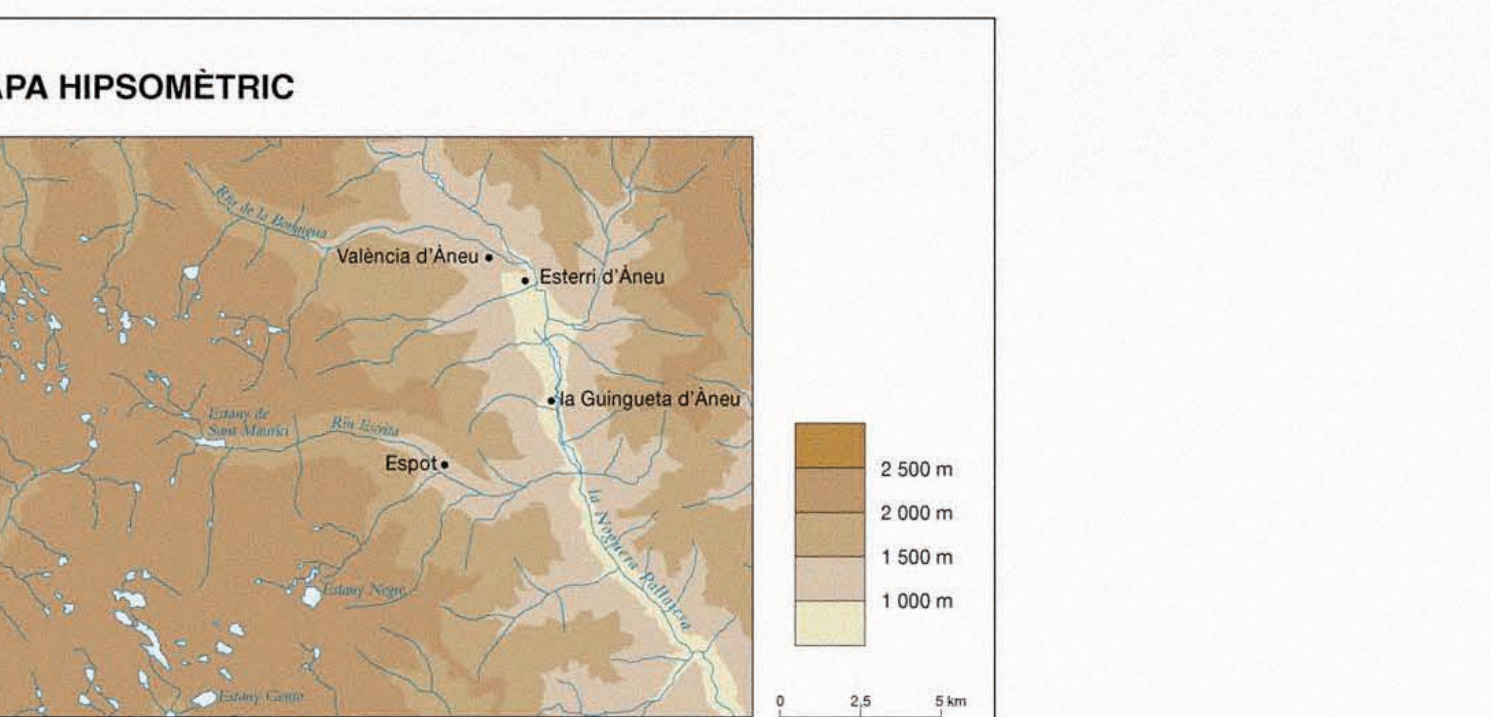 APA HIPSOMÈTRIC
Riu de la Bonaigua
València d'Àneu
Esterri d'Àneu
la Guingueta d'Àneu
Estany de
Sant Maurici
Riu Escrita
Espot
la Noguera Pallaresa
Estany Negre
Estany Gento
2 500 m
2 000 m
1 500 m
1 000 m
0 2,5 5 km